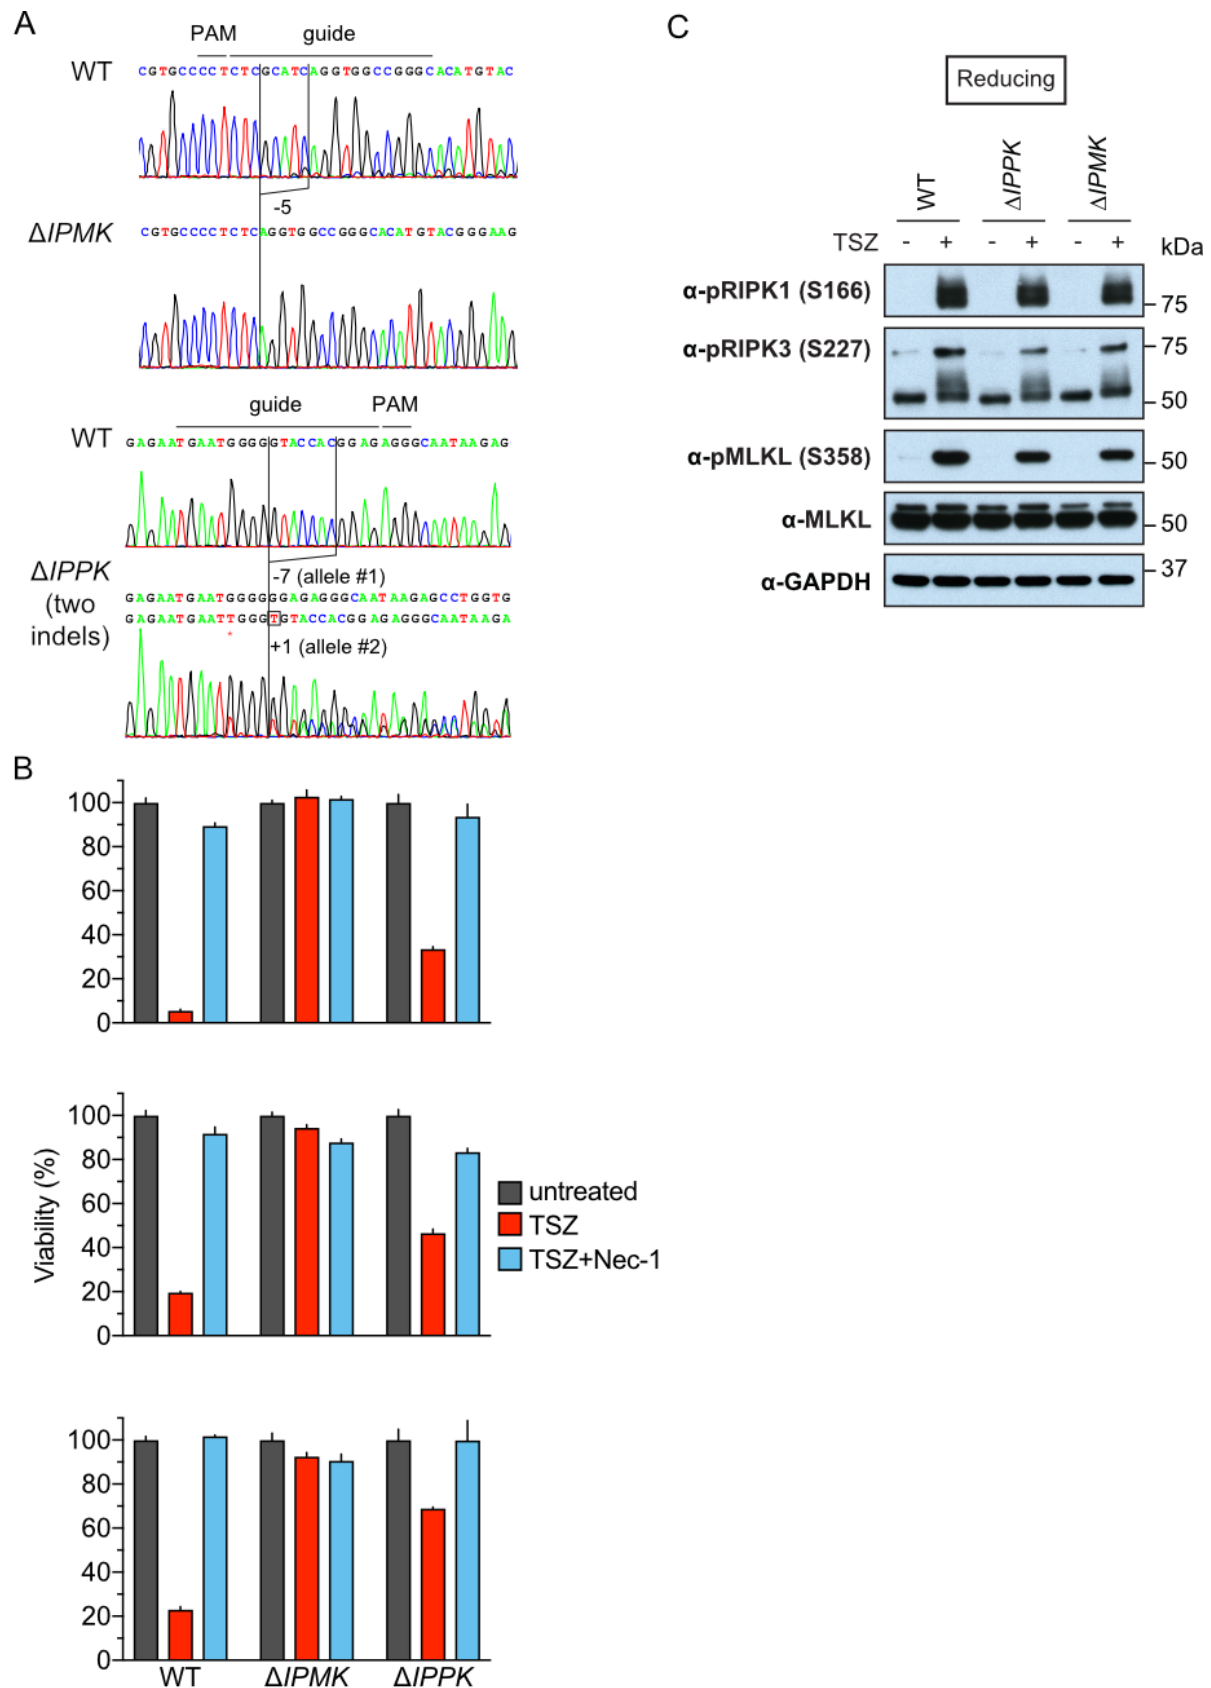 A
PAM guide
WT CGTGCCCCTCTCGCATCAGGTGGCCGGGCACATGTAC
-5
ΔIPMK CGTGCCCCTCTCAGGTGGCCGGGCACATGTACGGGAAG
guide PAM
WT GAGAATGAATGGGGGTACCACGGAGAGGGCAATAAGAG
-7 (allele #1)
ΔIPPK
(two
indels)
GAGAATGAATGGGGGGAGAGGGCAATAAGAGCCTGGTG
GAGAATGAATTGGGTGTACCACGGAGAGGGCAATAAGA
*
+1 (allele #2)
B
100
80
60
40
20
0
100
80
60
40
20
0
Viability (%)
untreated
TSZ
TSZ+Nec-1
100
80
60
40
20
0
WT ΔIPMK ΔIPPK
C
Reducing
WT ΔIPPK ΔIPMK
TSZ - + - + - + kDa
α-pRIPK1 (S166) 75
α-pRIPK3 (S227) 75
50
α-pMLKL (S358) 50
α-MLKL 50
α-GAPDH 37